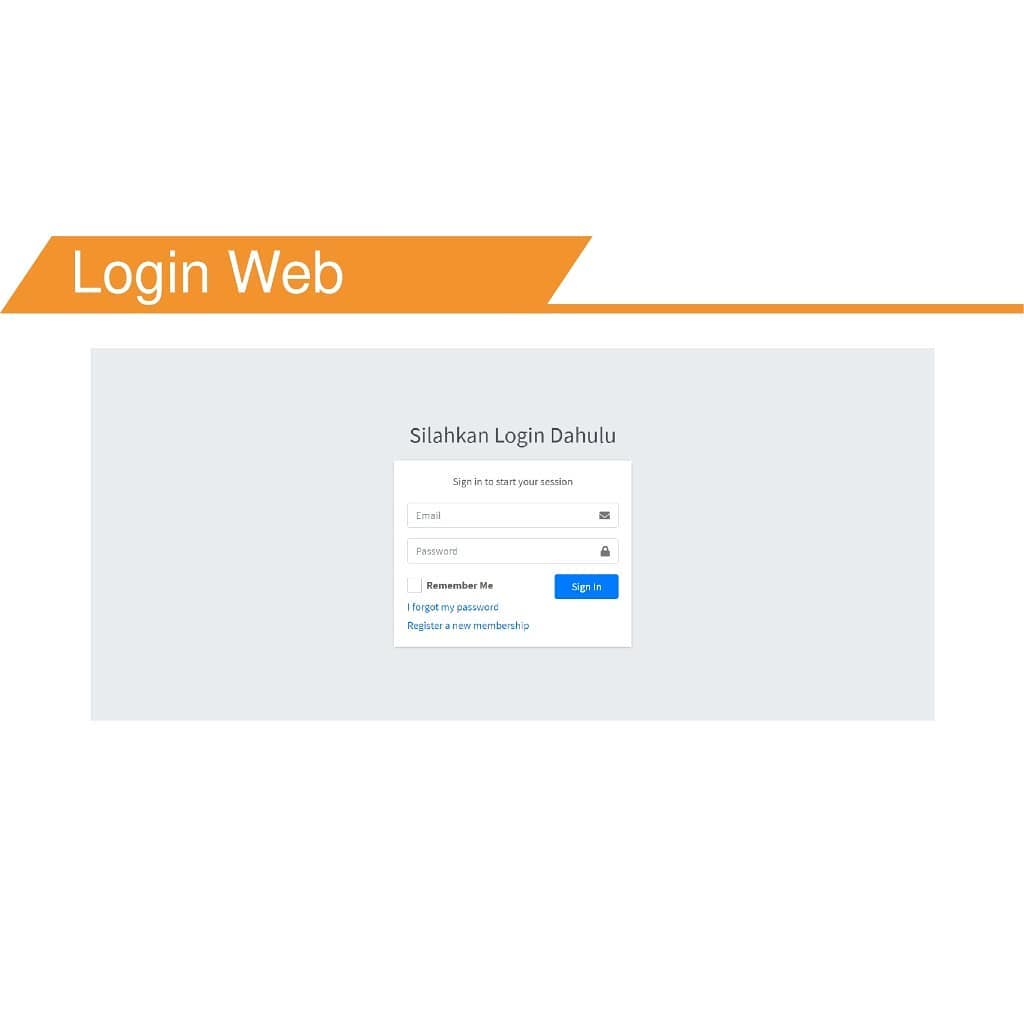 Login Web
Silahkan Login Dahulu
Sign in to start your session
Email
Password
Remember Me
Sign In
I forgot my password
Register a new membership